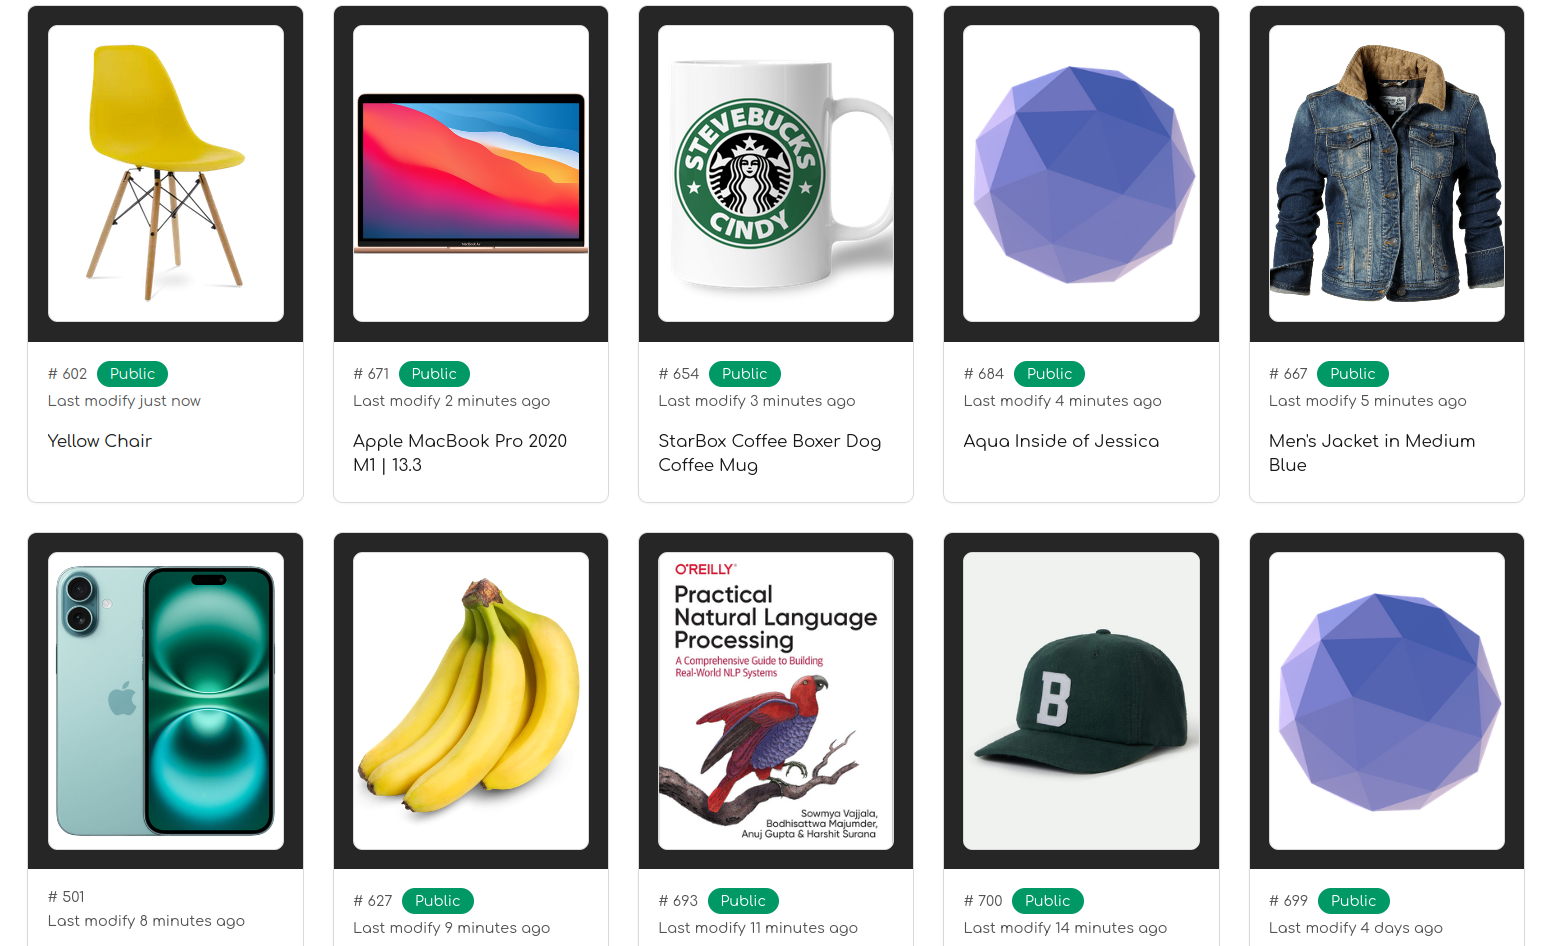 STEVEBUCKS
CINDY
MacBook Air
# 602 Public
Last modify just now
Yellow Chair
# 671 Public
Last modify 2 minutes ago
Apple MacBook Pro 2020
M1 | 13.3
# 654 Public
Last modify 3 minutes ago
StarBox Coffee Boxer Dog
Coffee Mug
# 684 Public
Last modify 4 minutes ago
Aqua Inside of Jessica
# 667 Public
Last modify 5 minutes ago
Men's Jacket in Medium
Blue
O'REILLY®
Practical
Natural Language
Processing
A Comprehensive Guide to Building
Real-World NLP Systems
Sowmya Vajjala,
Bodhisattwa Majumder,
Anuj Gupta & Harshit Surana
B
# 501
Last modify 8 minutes ago
# 627 Public
Last modify 9 minutes ago
# 693 Public
Last modify 11 minutes ago
# 700 Public
Last modify 14 minutes ago
# 699 Public
Last modify 4 days ago